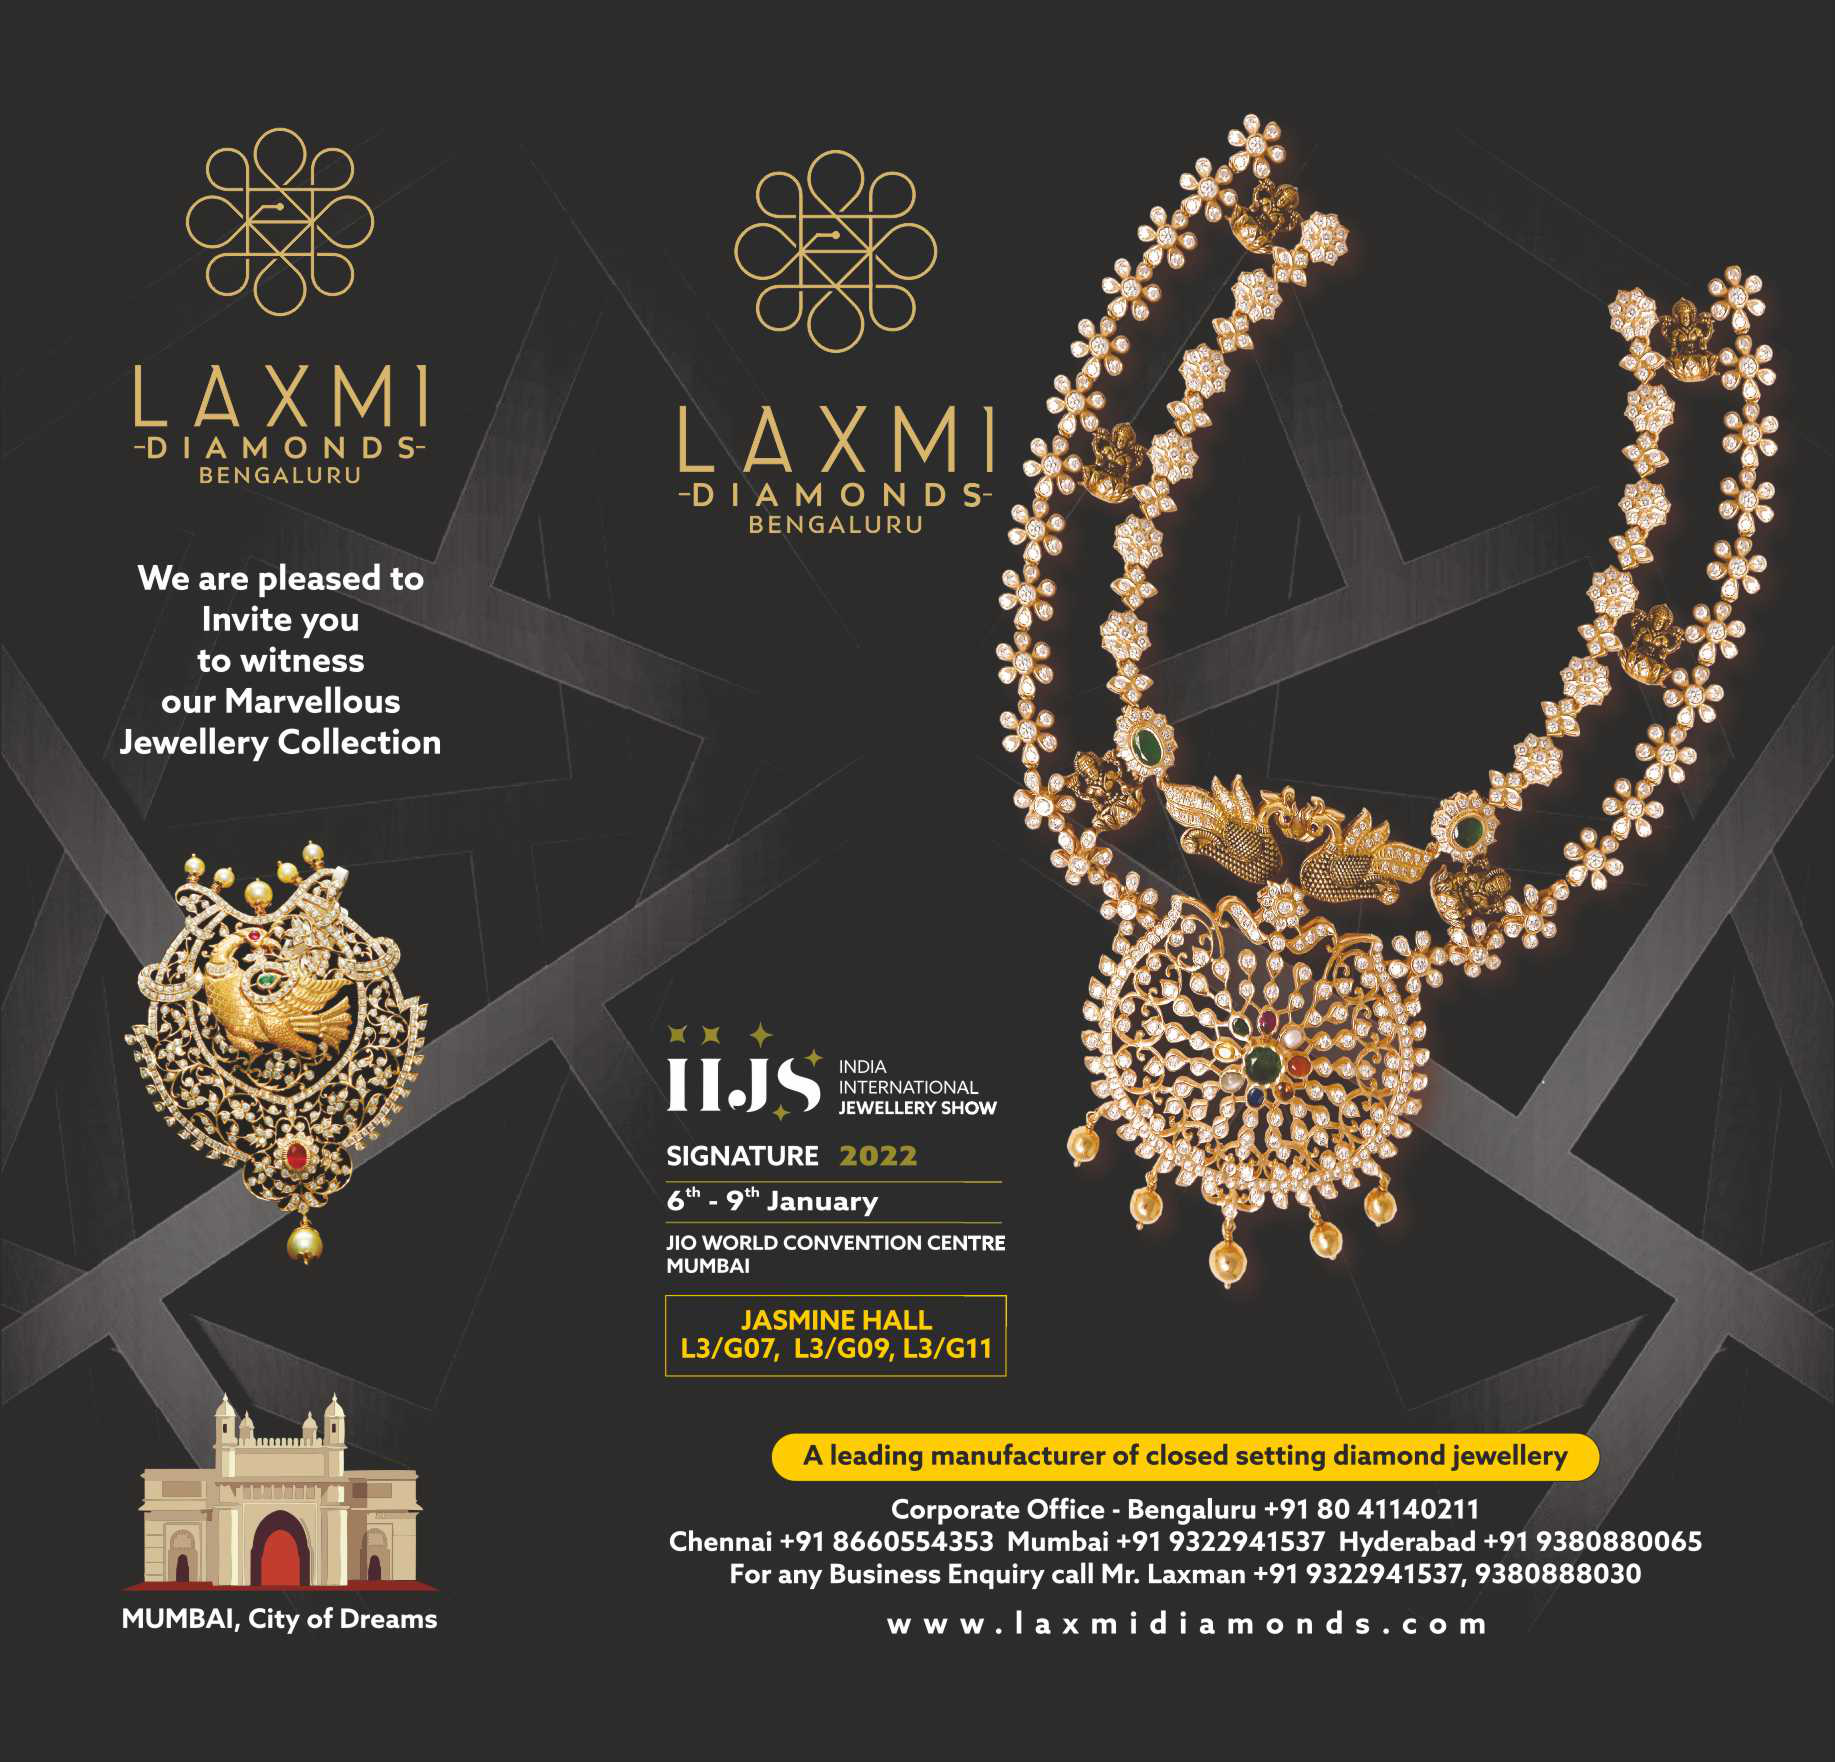 LAXMI
-DIAMONDS-
BENGALURU
We are pleased to
Invite you
to witness
our Marvellous
Jewellery Collection
MUMBAI, City of Dreams
LAXMI
-DIAMONDS-
BENGALURU
IIJS
INDIA
INTERNATIONAL
JEWELLERY SHOW
SIGNATURE 2022
6th - 9th January
JIO WORLD CONVENTION CENTRE
MUMBAI
JASMINE HALL
L3/G07, L3/G09, L3/G11
A leading manufacturer of closed setting diamond jewellery
Corporate Office - Bengaluru +91 80 41140211
Chennai +91 8660554353 Mumbai +91 9322941537 Hyderabad +91 9380880065
For any Business Enquiry call Mr. Laxman +91 9322941537, 9380888030
www.laxmidiamonds.com